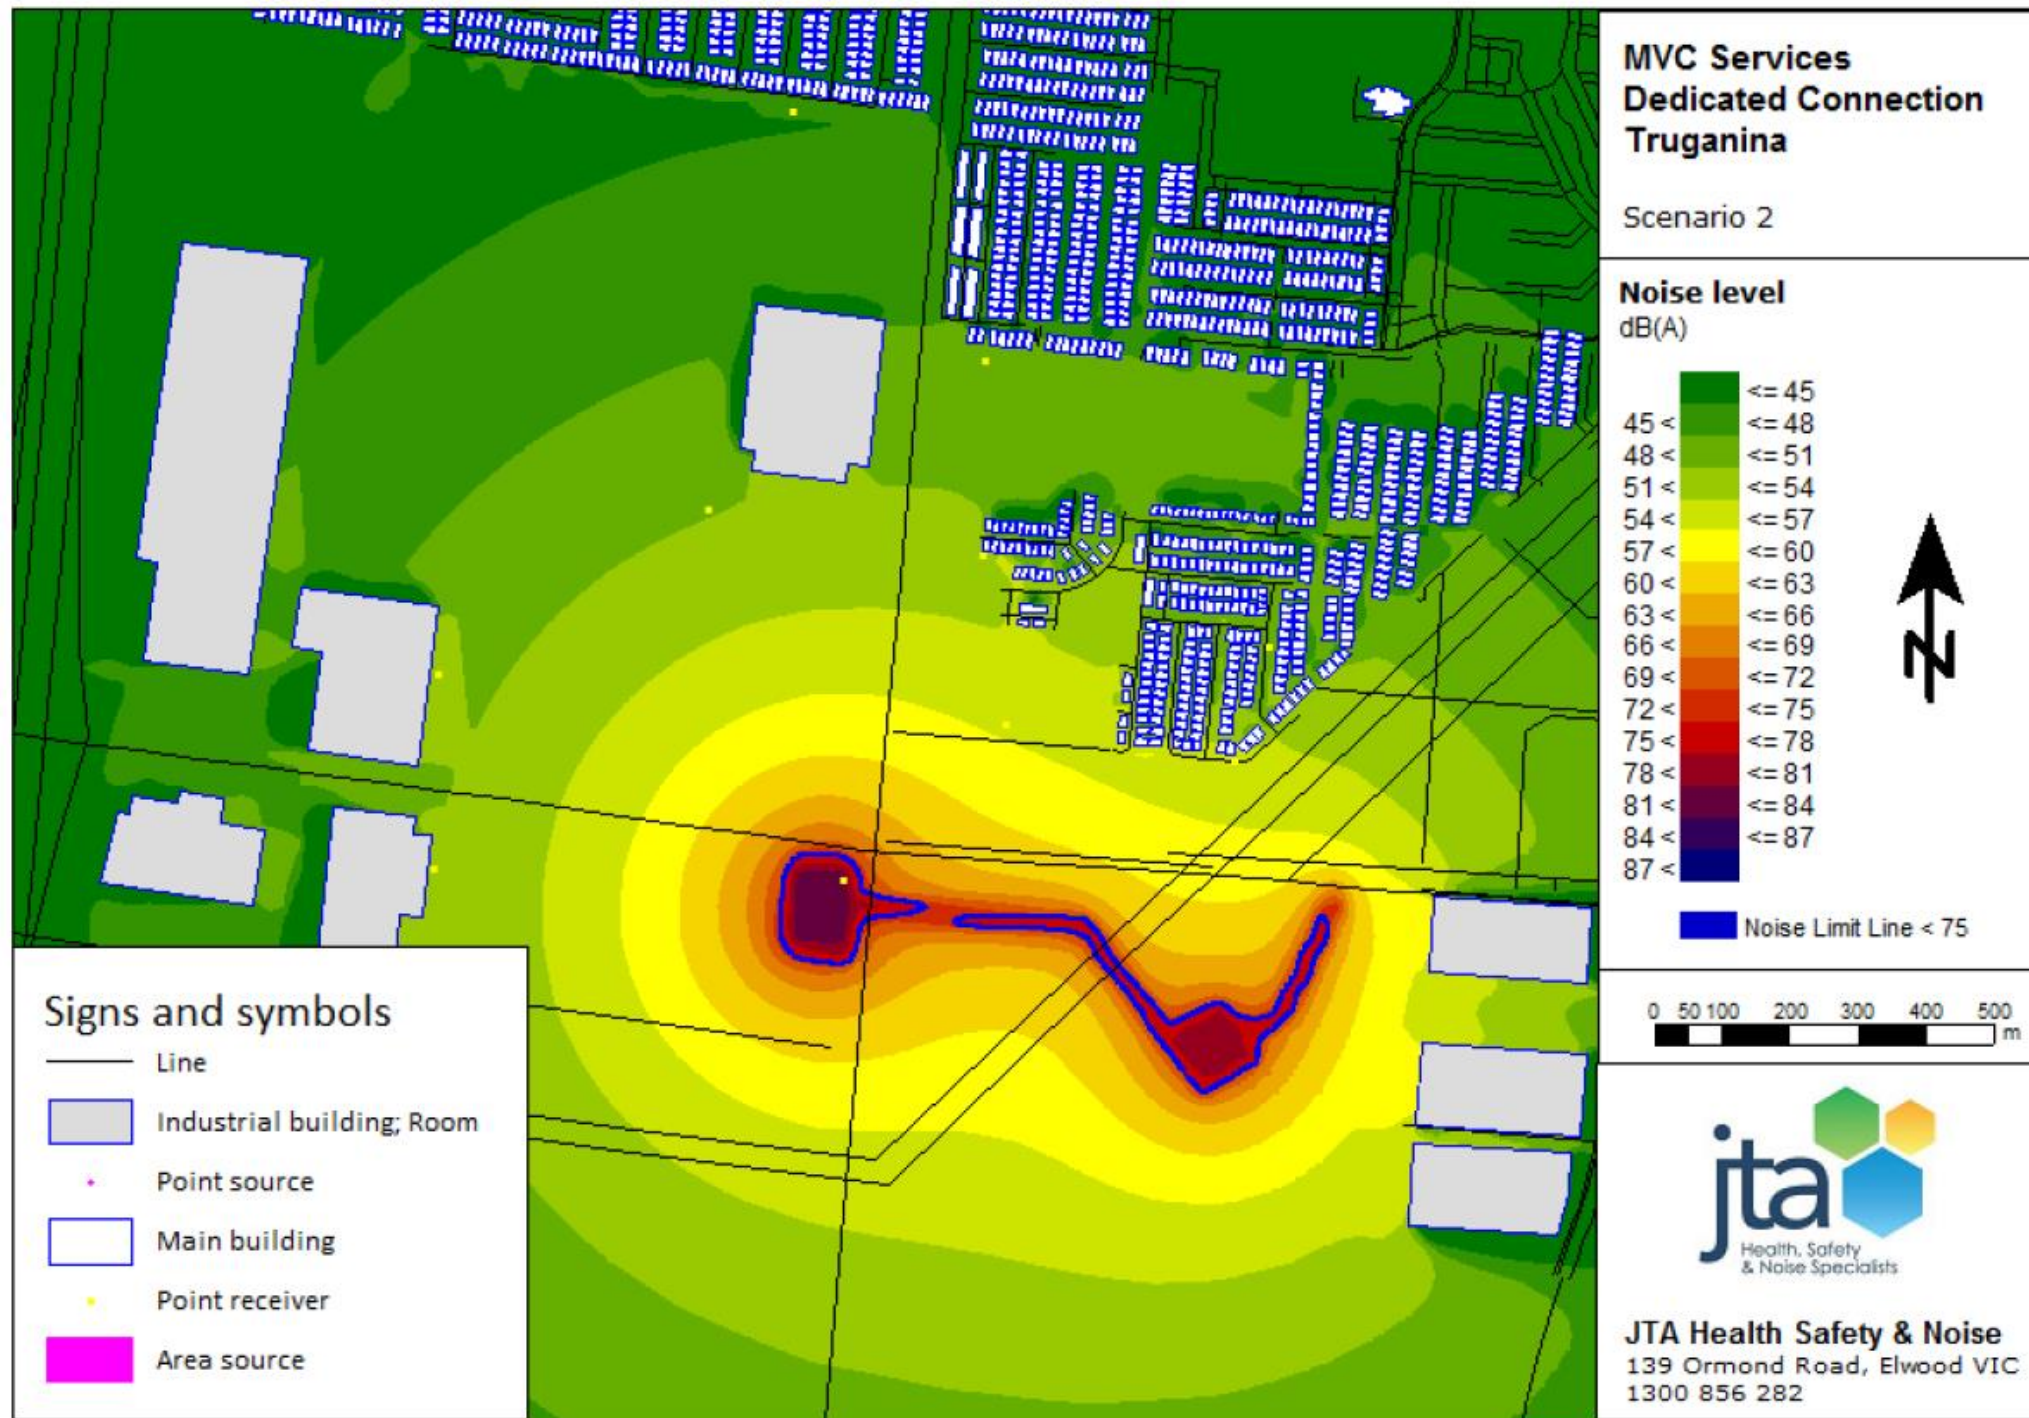 MVC Services
Dedicated Connection
Truganina
Scenario 2
Noise level
dB(A)
<= 45
45 < <= 48
48 < <= 51
51 < <= 54
54 < <= 57
57 < <= 60
60 < <= 63
63 < <= 66
66 < <= 69
69 < <= 72
72 < <= 75
75 < <= 78
78 < <= 81
81 < <= 84
84 < <= 87
87 <
Noise Limit Line < 75
N
0 50 100 200 300 400 500
m
Signs and symbols
Line
Industrial building; Room
Point source
Main building
Point receiver
Area source
jta
Health, Safety
& Noise Specialists
JTA Health Safety & Noise
139 Ormond Road, Elwood VIC
1300 856 282